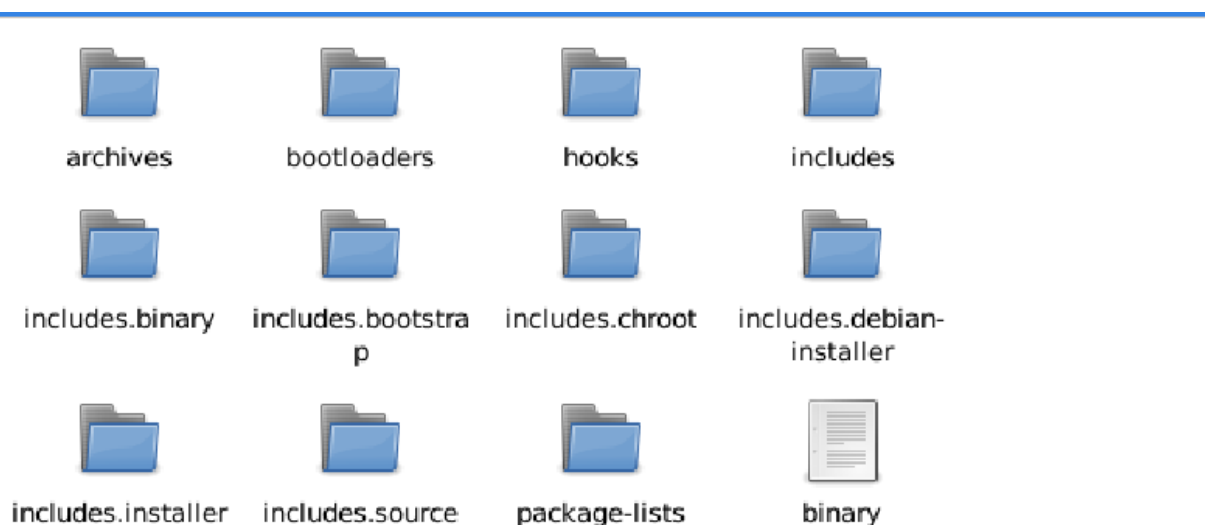 archives
bootloaders
hooks
includes
includes.binary
includes.bootstra
p
includes.chroot
includes.debian-
installer
includes.installer
includes.source
package-lists
binary